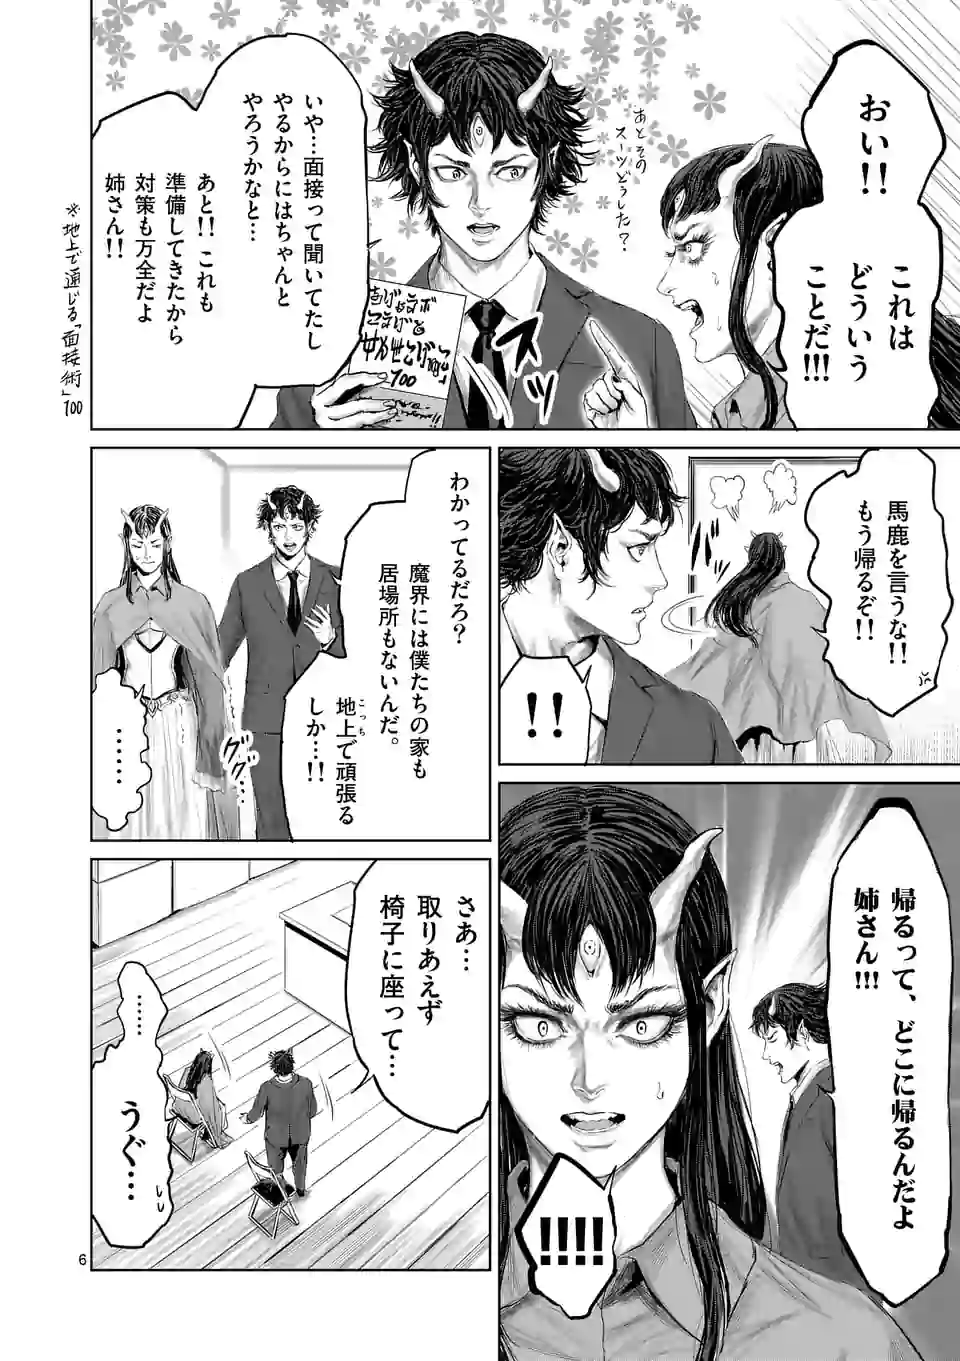 おい!!
これは
どういう
ことだ!!!
あとその
スーツどうした?
いや…面接って聞いてたし
やるからにはちゃんと
やろうかなと…
あと!! これも
準備してきたから
対策も万全だよ
姉さん!!
スッ
100
※地上で通じる「面接術」100
馬鹿を言うな!!
もう帰るぞ!!
!!
帰るって、どこに帰るんだよ
姉さん!!!
!!!!!
わかってるだろ?
魔界には僕たちの家も
居場所もないんだ。
地上で頑張る
こっち
しか…!!
グッ
………
さあ…
取りあえず
椅子に座って…
……
うぐ…
6